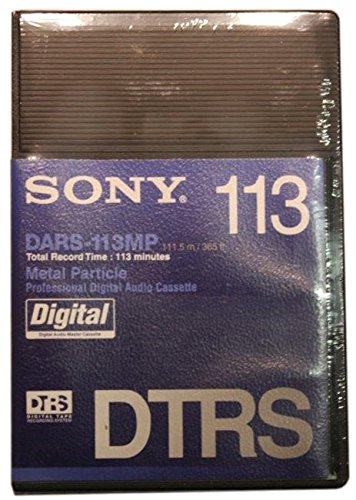 SONY® 113
DARS-113MP 111.5 m / 365 ft
Total Record Time : 113 minutes
Metal Particle
Professional Digital Audio Cassette
Digital
Digital Audio Master Cassette
DTRS
DIGITAL TAPE
RECORDING SYSTEM
DTRS